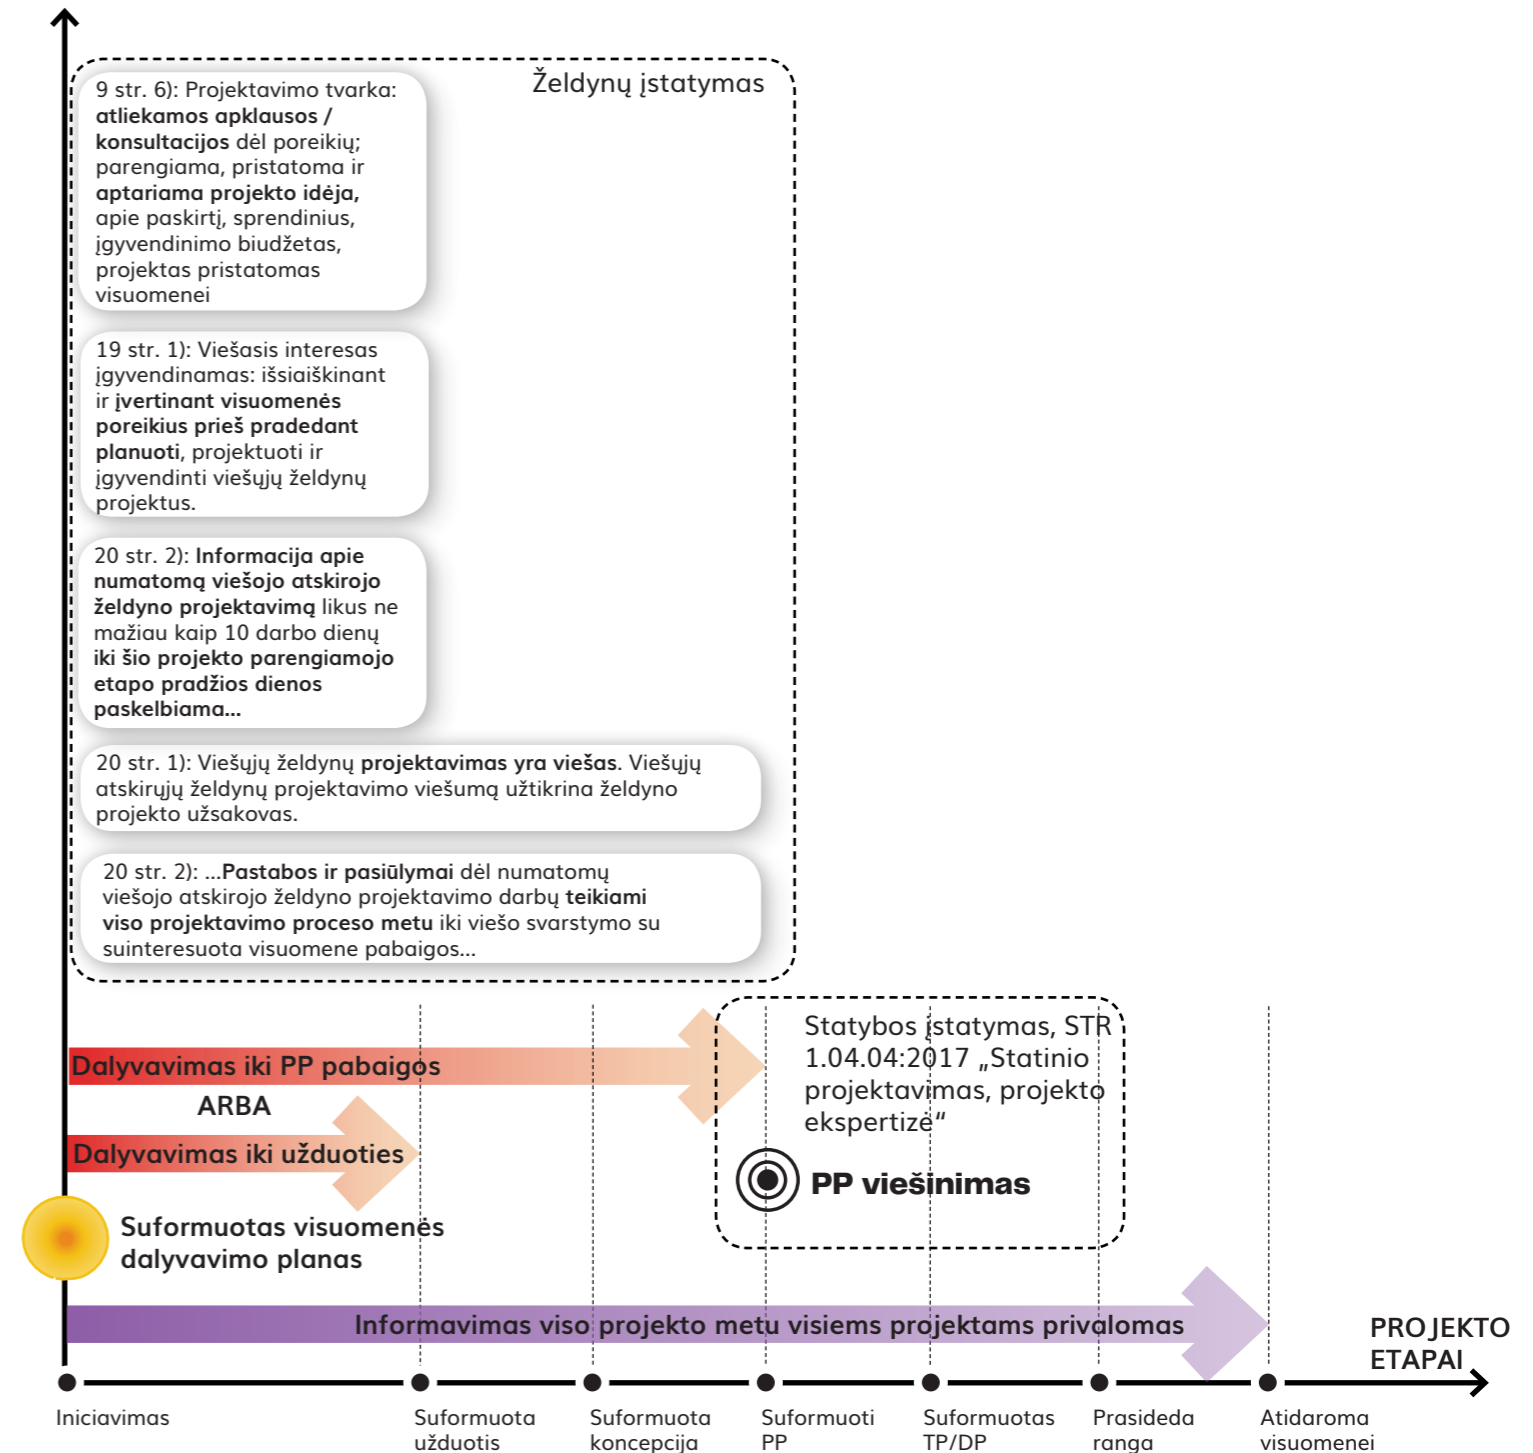 Želdynų įstatymas
9 str. 6): Projektavimo tvarka:
atliekamos apklausos /
konsultacijos dėl poreikių;
parengiama, pristatoma ir
aptariama projekto idėja,
apie paskirtį, sprendinius,
įgyvendinimo biudžetas,
projektas pristatomas
visuomenei
19 str. 1): Viešasis interesas
įgyvendinamas: išsiaiškinant
ir įvertinant visuomenės
poreikius prieš pradedant
planuoti, projektuoti ir
įgyvendinti viešųjų želdynų
projektus.
20 str. 2): Informacija apie
numatomą viešojo atskirojo
želdyno projektavimą likus ne
mažiau kaip 10 darbo dienų
iki šio projekto parengiamojo
etapo pradžios dienos
paskelbiama...
20 str. 1): Viešųjų želdynų projektavimas yra viešas. Viešųjų
atskirųjų želdynų projektavimo viešumą užtikrina želdyno
projekto užsakovas.
20 str. 2): ...Pastabos ir pasiūlymai dėl numatomų
viešojo atskirojo želdyno projektavimo darbų teikiami
viso projektavimo proceso metu iki viešo svarstymo su
suinteresuota visuomene pabaigos...
Statybos įstatymas, STR
1.04.04:2017 „Statinio
projektavimas, projekto
ekspertizė“
PP viešinimas
Dalyvavimas iki PP pabaigos
ARBA
Dalyvavimas iki užduoties
Suformuotas visuomenės
dalyvavimo planas
Informavimas viso projekto metu visiems projektams privalomas
PROJEKTO
ETAPAI
Iniciavimas
Suformuota
užduotis
Suformuota
koncepcija
Suformuoti
PP
Suformuotas
TP/DP
Prasideda
ranga
Atidaroma
visuomenei